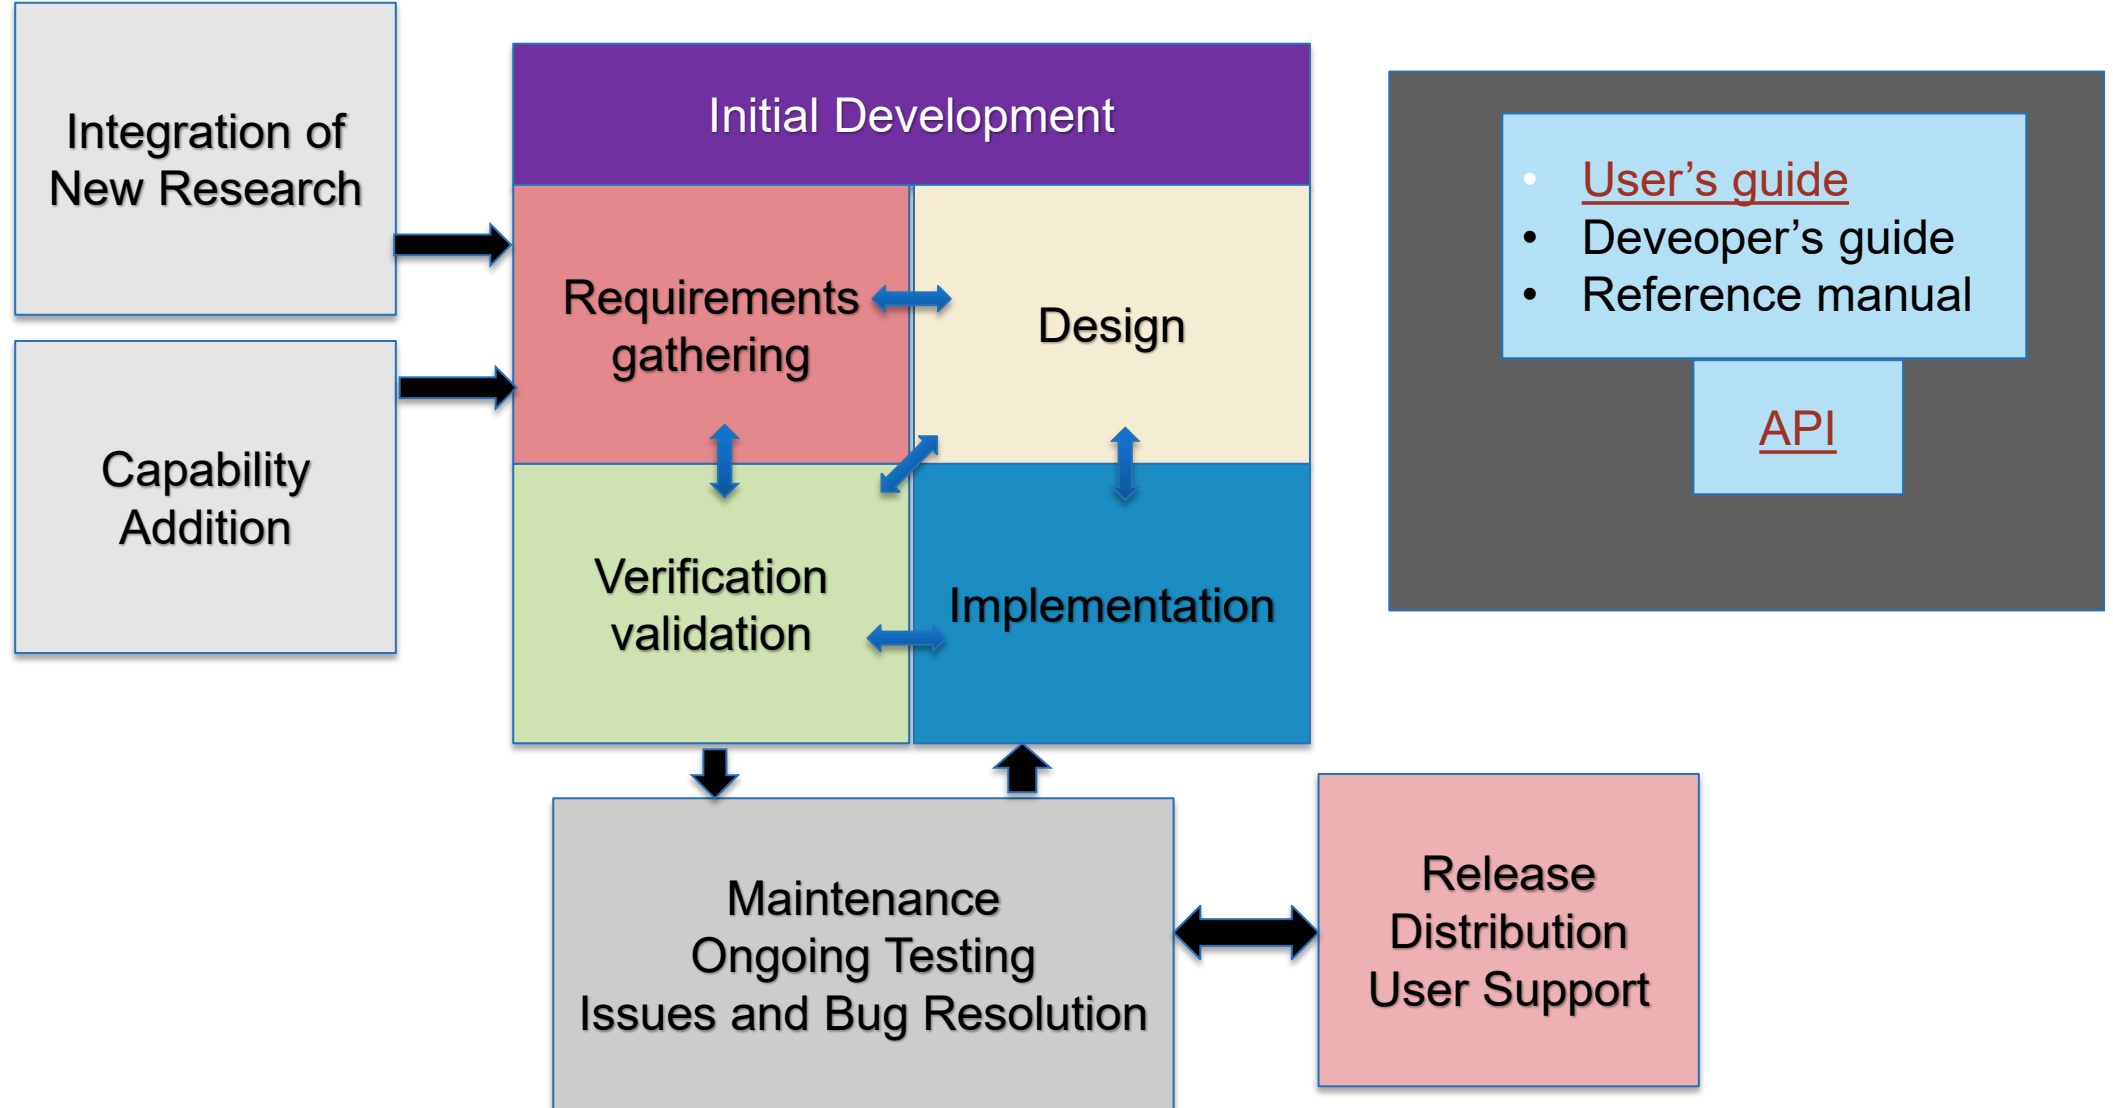 Integration of
New Research
Capability
Addition
Initial Development
Requirements
gathering
Design
Verification
validation
Implementation
• User’s guide
• Deveoper’s guide
• Reference manual
API
Maintenance
Ongoing Testing
Issues and Bug Resolution
Release
Distribution
User Support